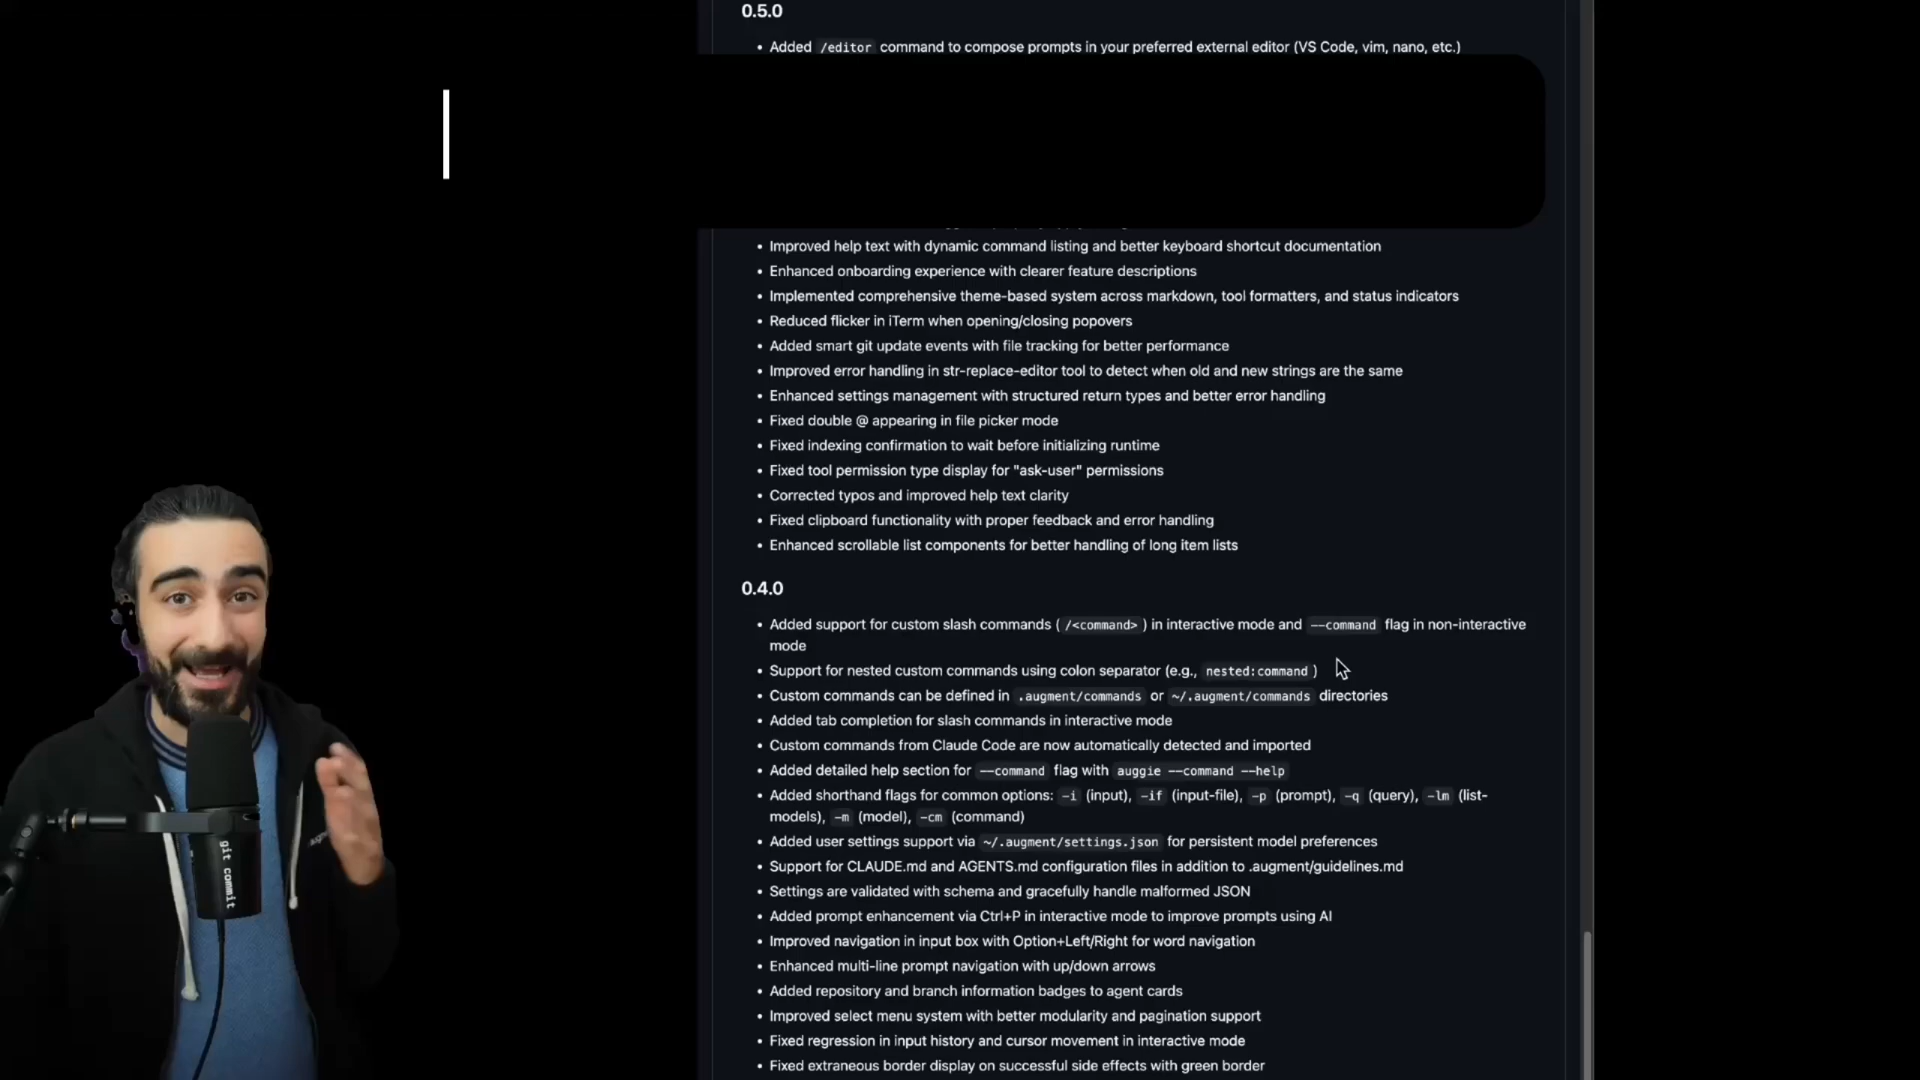 0.5.0
• Added /editor command to compose prompts in your preferred external editor (VS Code, vim, nano, etc.)
• Improved help text with dynamic command listing and better keyboard shortcut documentation
• Enhanced onboarding experience with clearer feature descriptions
• Implemented comprehensive theme-based system across markdown, tool formatters, and status indicators
• Reduced flicker in iTerm when opening/closing popovers
• Added smart git update events with file tracking for better performance
• Improved error handling in str-replace-editor tool to detect when old and new strings are the same
• Enhanced settings management with structured return types and better error handling
• Fixed double @ appearing in file picker mode
• Fixed indexing confirmation to wait before initializing runtime
• Fixed tool permission type display for "ask-user" permissions
• Corrected typos and improved help text clarity
• Fixed clipboard functionality with proper feedback and error handling
• Enhanced scrollable list components for better handling of long item lists
0.4.0
• Added support for custom slash commands ( /<command> ) in interactive mode and --command flag in non-interactive
mode
• Support for nested custom commands using colon separator (e.g., nested:command )
• Custom commands can be defined in .augment/commands or ~/.augment/commands directories
• Added tab completion for slash commands in interactive mode
• Custom commands from Claude Code are now automatically detected and imported
• Added detailed help section for --command flag with auggie --command --help
• Added shorthand flags for common options: -i (input), -if (input-file), -p (prompt), -q (query), -lm (list-
models), -m (model), -cm (command)
• Added user settings support via ~/.augment/settings.json for persistent model preferences
• Support for CLAUDE.md and AGENTS.md configuration files in addition to .augment/guidelines.md
• Settings are validated with schema and gracefully handle malformed JSON
• Added prompt enhancement via Ctrl+P in interactive mode to improve prompts using AI
• Improved navigation in input box with Option+Left/Right for word navigation
• Enhanced multi-line prompt navigation with up/down arrows
• Added repository and branch information badges to agent cards
• Improved select menu system with better modularity and pagination support
• Fixed regression in input history and cursor movement in interactive mode
• Fixed extraneous border display on successful side effects with green border
git commit